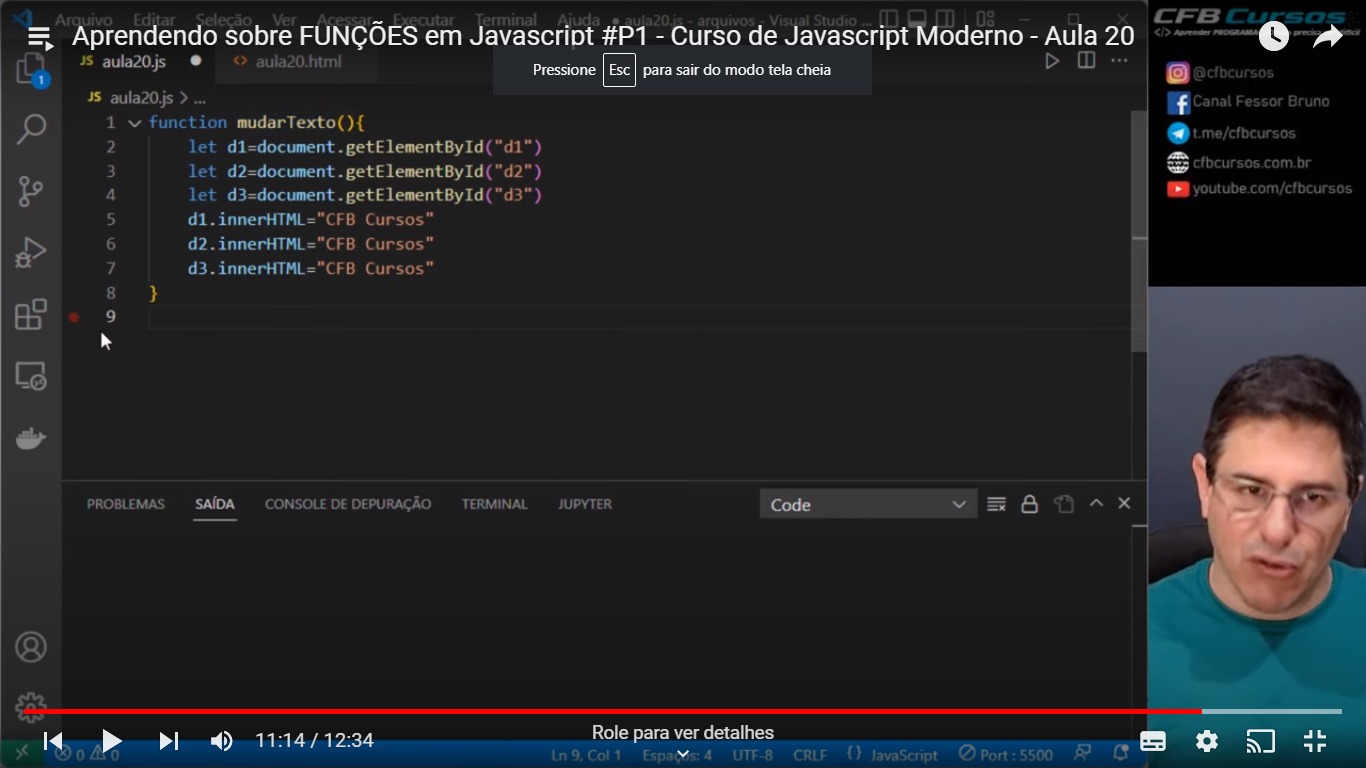 Arquivo Editar Seleção Ver Acessar Executar Terminal Ajuda ● aula20.js - arquivos - Visual Studio ...
CFB Cursos
Aprendendo sobre FUNÇÕES em Javascript #P1 - Curso de Javascript Moderno - Aula 20
Pressione Esc para sair do modo tela cheia
JS aula20.js ● <> aula20.html
1
JS aula20.js > ...
@cfbcursos
Canal Fessor Bruno
t.me/cfbcursos
cfbcursos.com.br
youtube.com/cfbcursos
1 function mudarTexto(){
2 let d1=document.getElementById("d1")
3 let d2=document.getElementById("d2")
4 let d3=document.getElementById("d3")
5 d1.innerHTML="CFB Cursos"
6 d2.innerHTML="CFB Cursos"
7 d3.innerHTML="CFB Cursos"
8 }
9
PROBLEMAS SAÍDA CONSOLE DE DEPURAÇÃO TERMINAL JUPYTER Code
Role para ver detalhes
11:14 / 12:34
0 0 Ln 9, Col 1 Espaços: 4 UTF-8 CRLF {} JavaScript Port : 5500